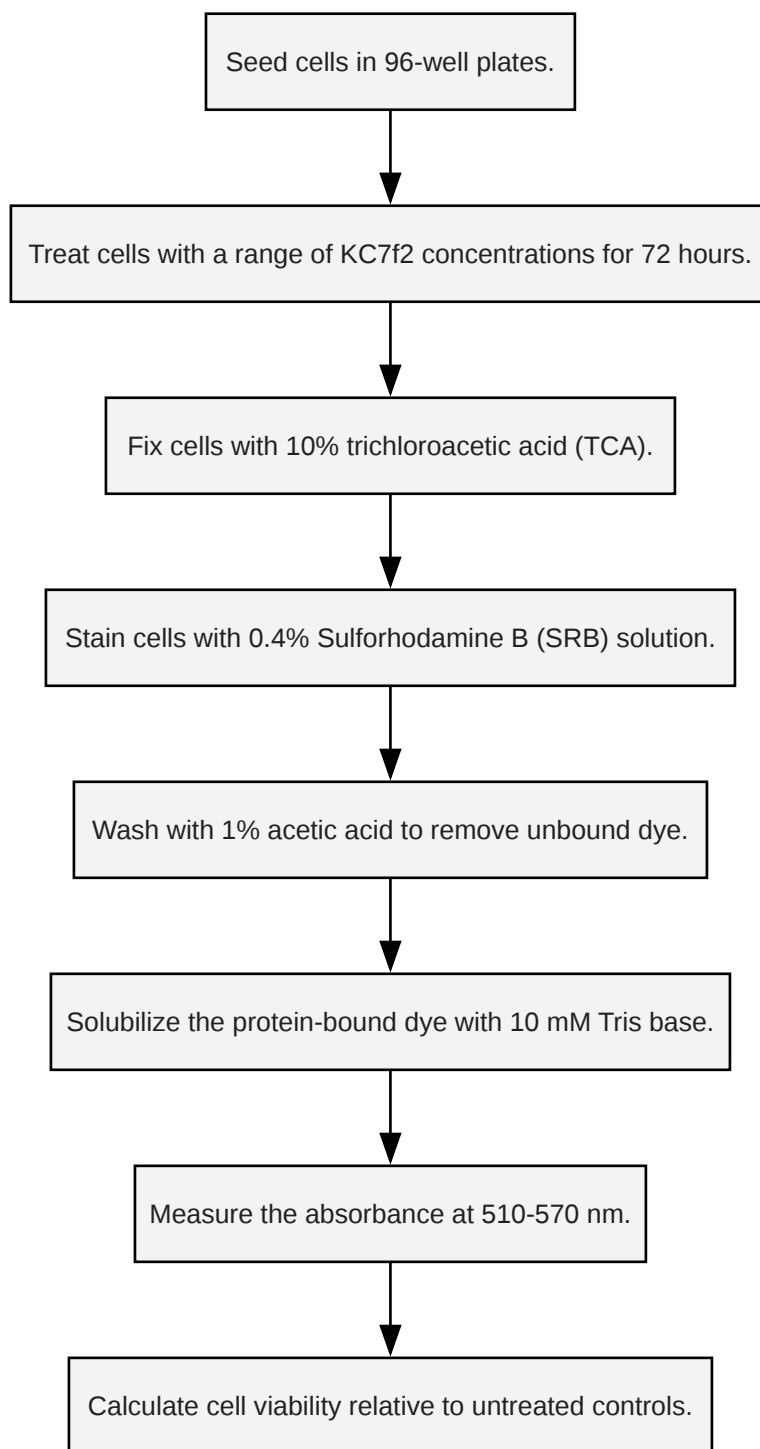 Seed cells in 96-well plates.
Treat cells with a range of KC7f2 concentrations for 72 hours.
Fix cells with 10% trichloroacetic acid (TCA).
Stain cells with 0.4% Sulforhodamine B (SRB) solution.
Wash with 1% acetic acid to remove unbound dye.
Solubilize the protein-bound dye with 10 mM Tris base.
Measure the absorbance at 510-570 nm.
Calculate cell viability relative to untreated controls.